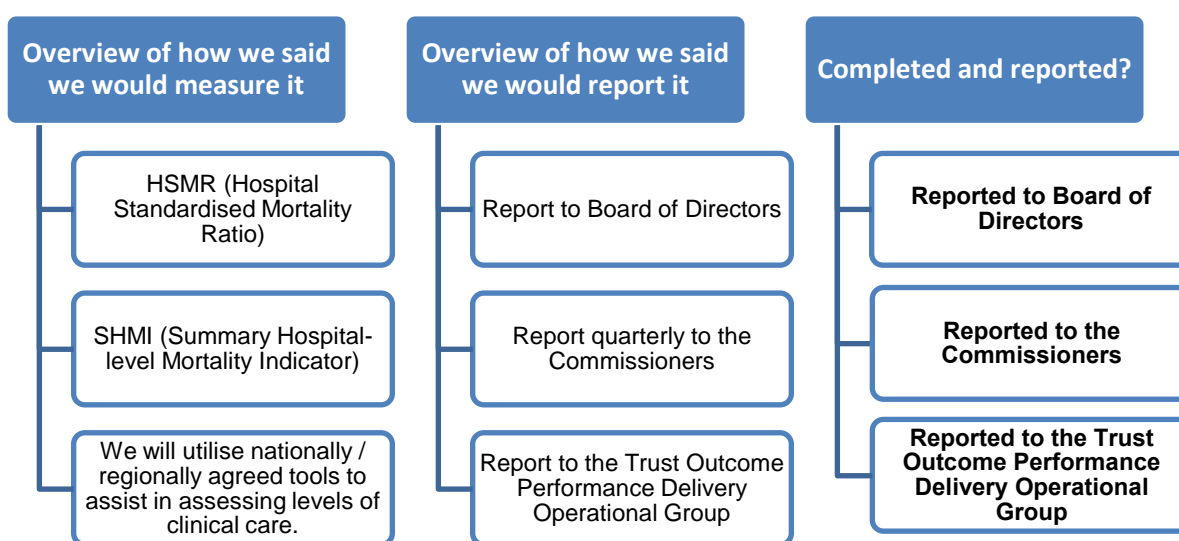 Overview of how we said
we would measure it
HSMR (Hospital
Standardised Mortality
Ratio)
SHMI (Summary Hospital-
level Mortality Indicator)
We will utilise nationally /
regionally agreed tools to
assist in assessing levels of
clinical care.
Overview of how we said
we would report it
Report to Board of Directors
Report quarterly to the
Commissioners
Report to the Trust Outcome
Performance Delivery
Operational Group
Completed and reported?
Reported to Board of
Directors
Reported to the
Commissioners
Reported to the Trust
Outcome Performance
Delivery Operational
Group